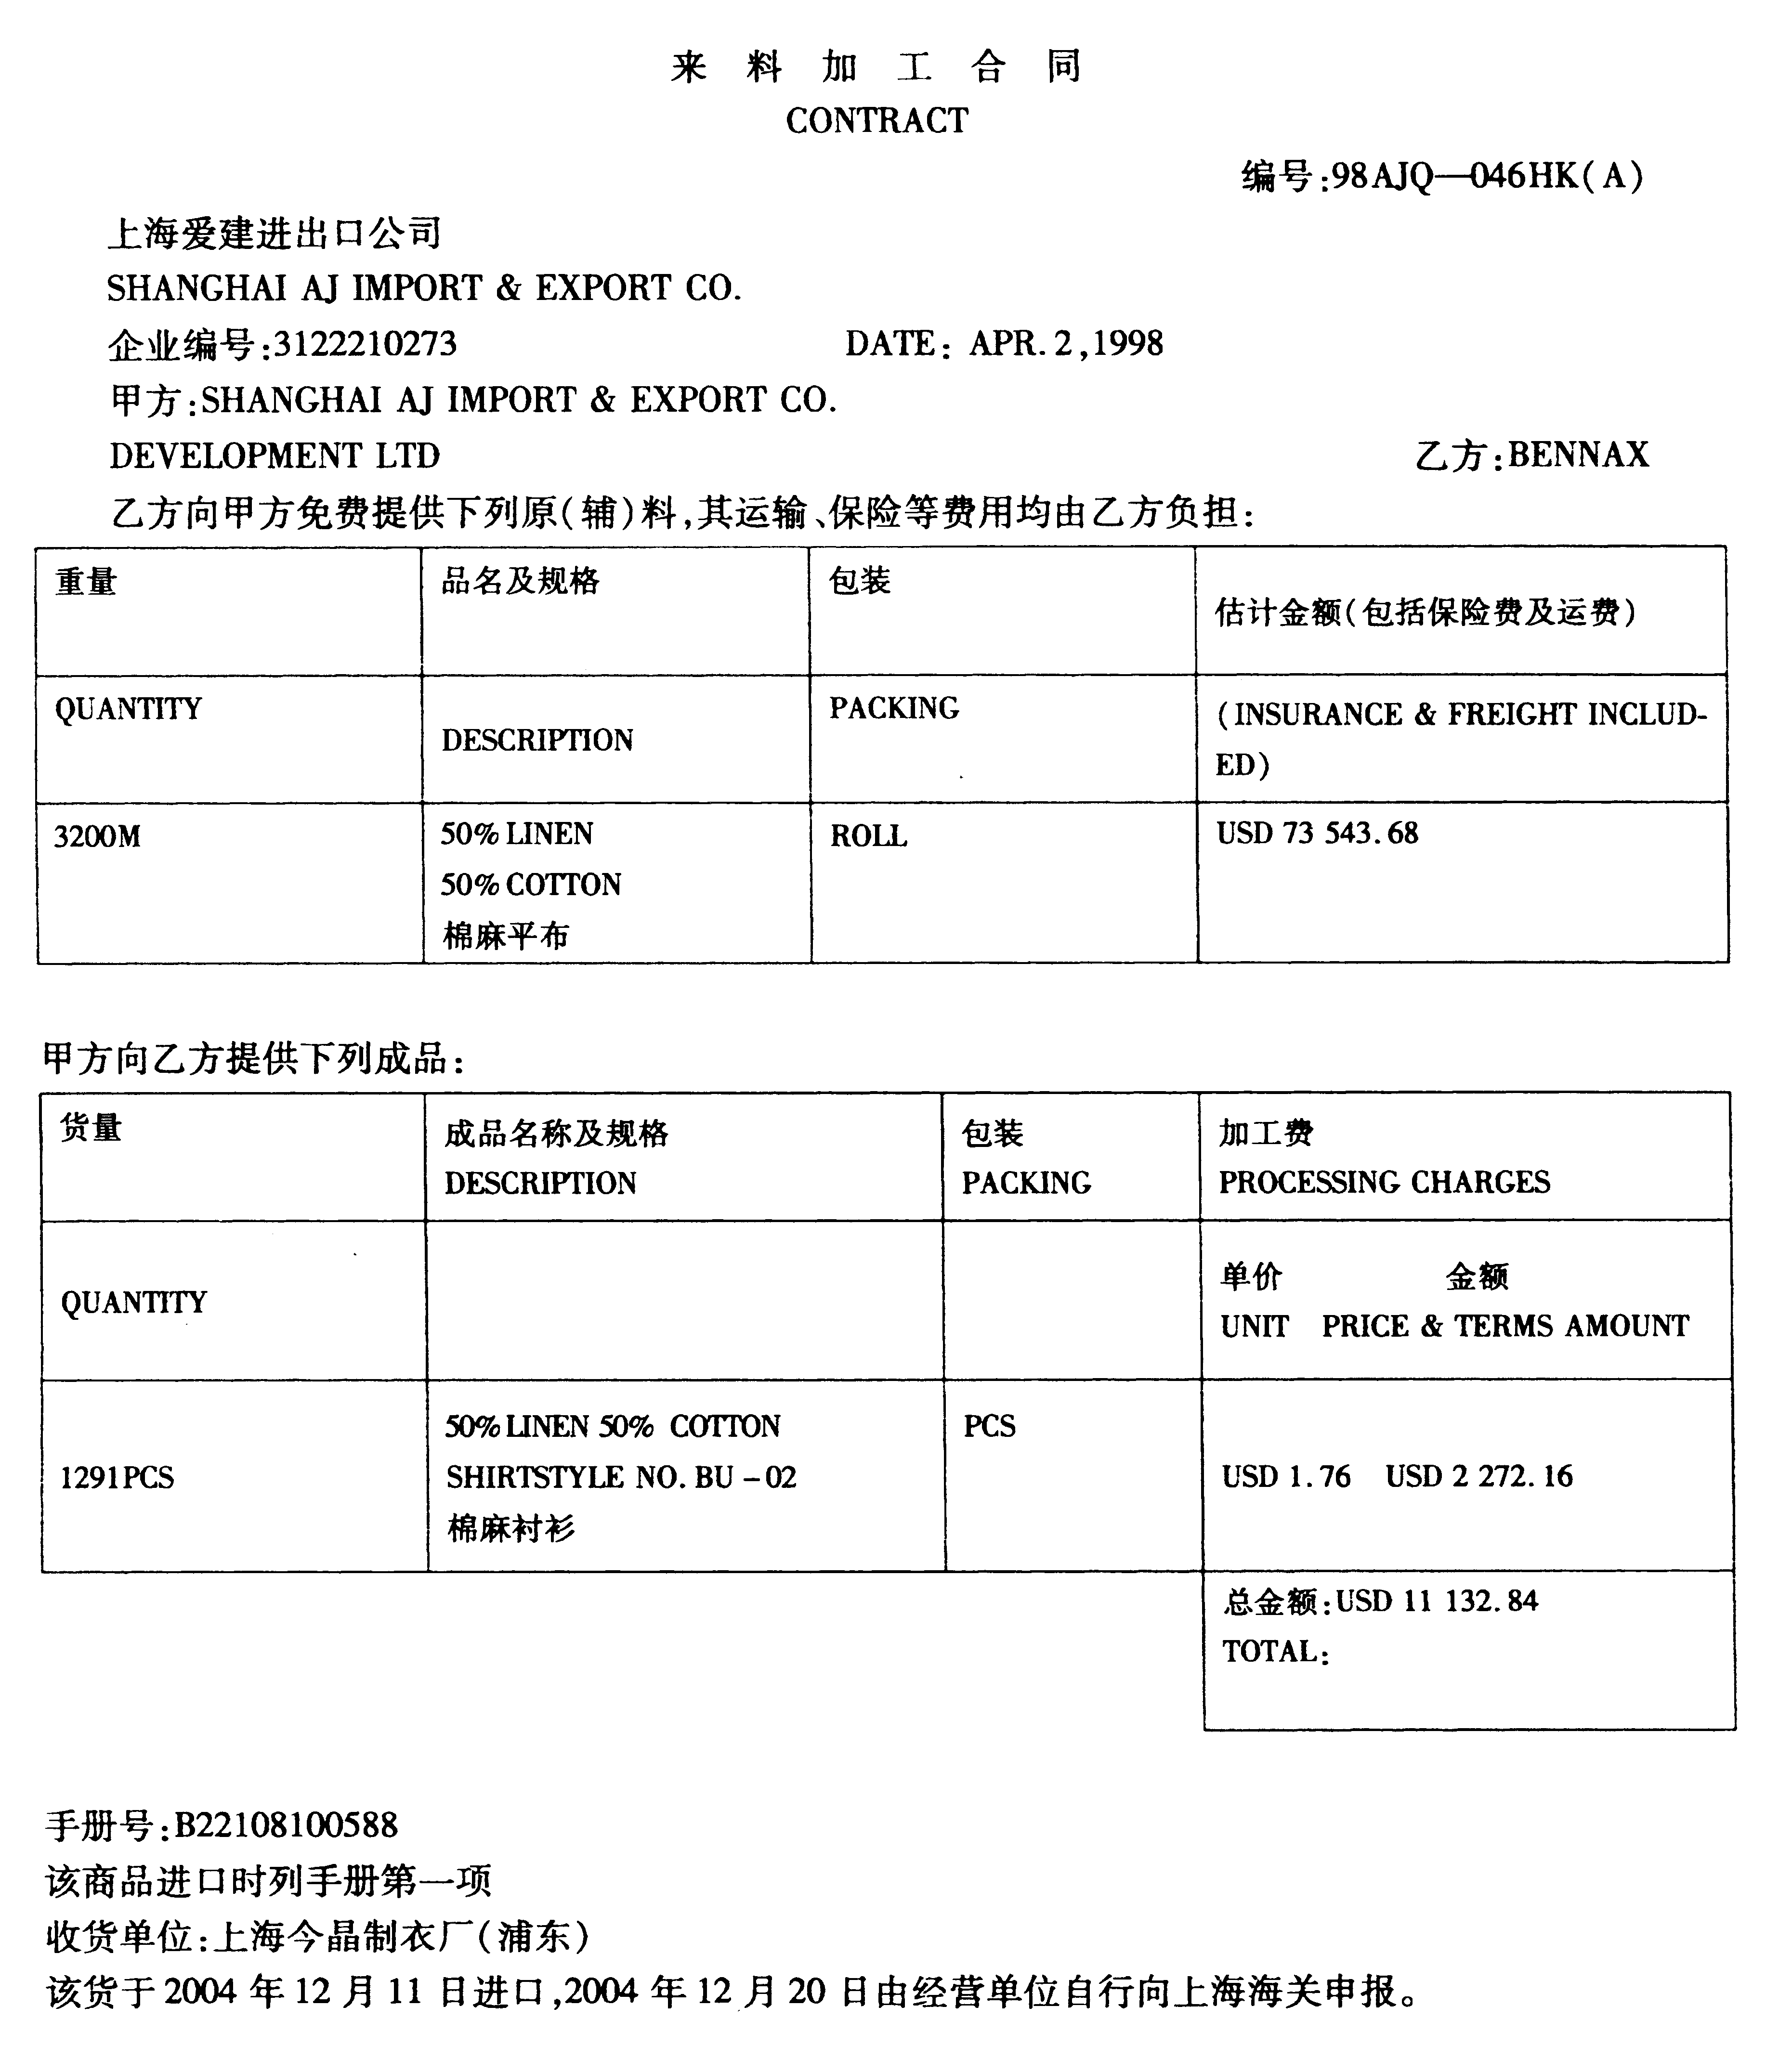 来料加工合同
CONTRACT
编号:98AJQ—046HK(A)
上海爱建进出口公司
SHANGHAI AJ IMPORT & EXPORT CO.
企业编号:3122210273 DATE: APR.2,1998
甲方:SHANGHAI AJ IMPORT & EXPORT CO.
DEVELOPMENT LTD 乙方:BENNAX
乙方向甲方免费提供下列原(辅)料,其运输、保险等费用均由乙方负担:
重量 品名及规格 包装 估计金额(包括保险费及运费)
QUANTITY DESCRIPTION PACKING (INSURANCE & FREIGHT INCLUD-
ED)
3200M 50% LINEN ROLL USD 73 543.68
50% COTTON
棉麻平布
甲方向乙方提供下列成品:
货量 成品名称及规格 包装 加工费
DESCRIPTION PACKING PROCESSING CHARGES
单价 金额
QUANTITY
UNIT PRICE & TERMS AMOUNT
50% LINEN 50% COTTON PCS
1291PCS SHIRTSTYLE NO. BU-02 USD 1.76 USD 2 272.16
棉麻衬衫
总金额:USD 11 132.84
TOTAL:
手册号:B22108100588
该商品进口时列手册第一项
收货单位:上海今晶制衣厂(浦东)
该货于2004年12月11日进口,2004年12月20日由经营单位自行向上海海关申报。